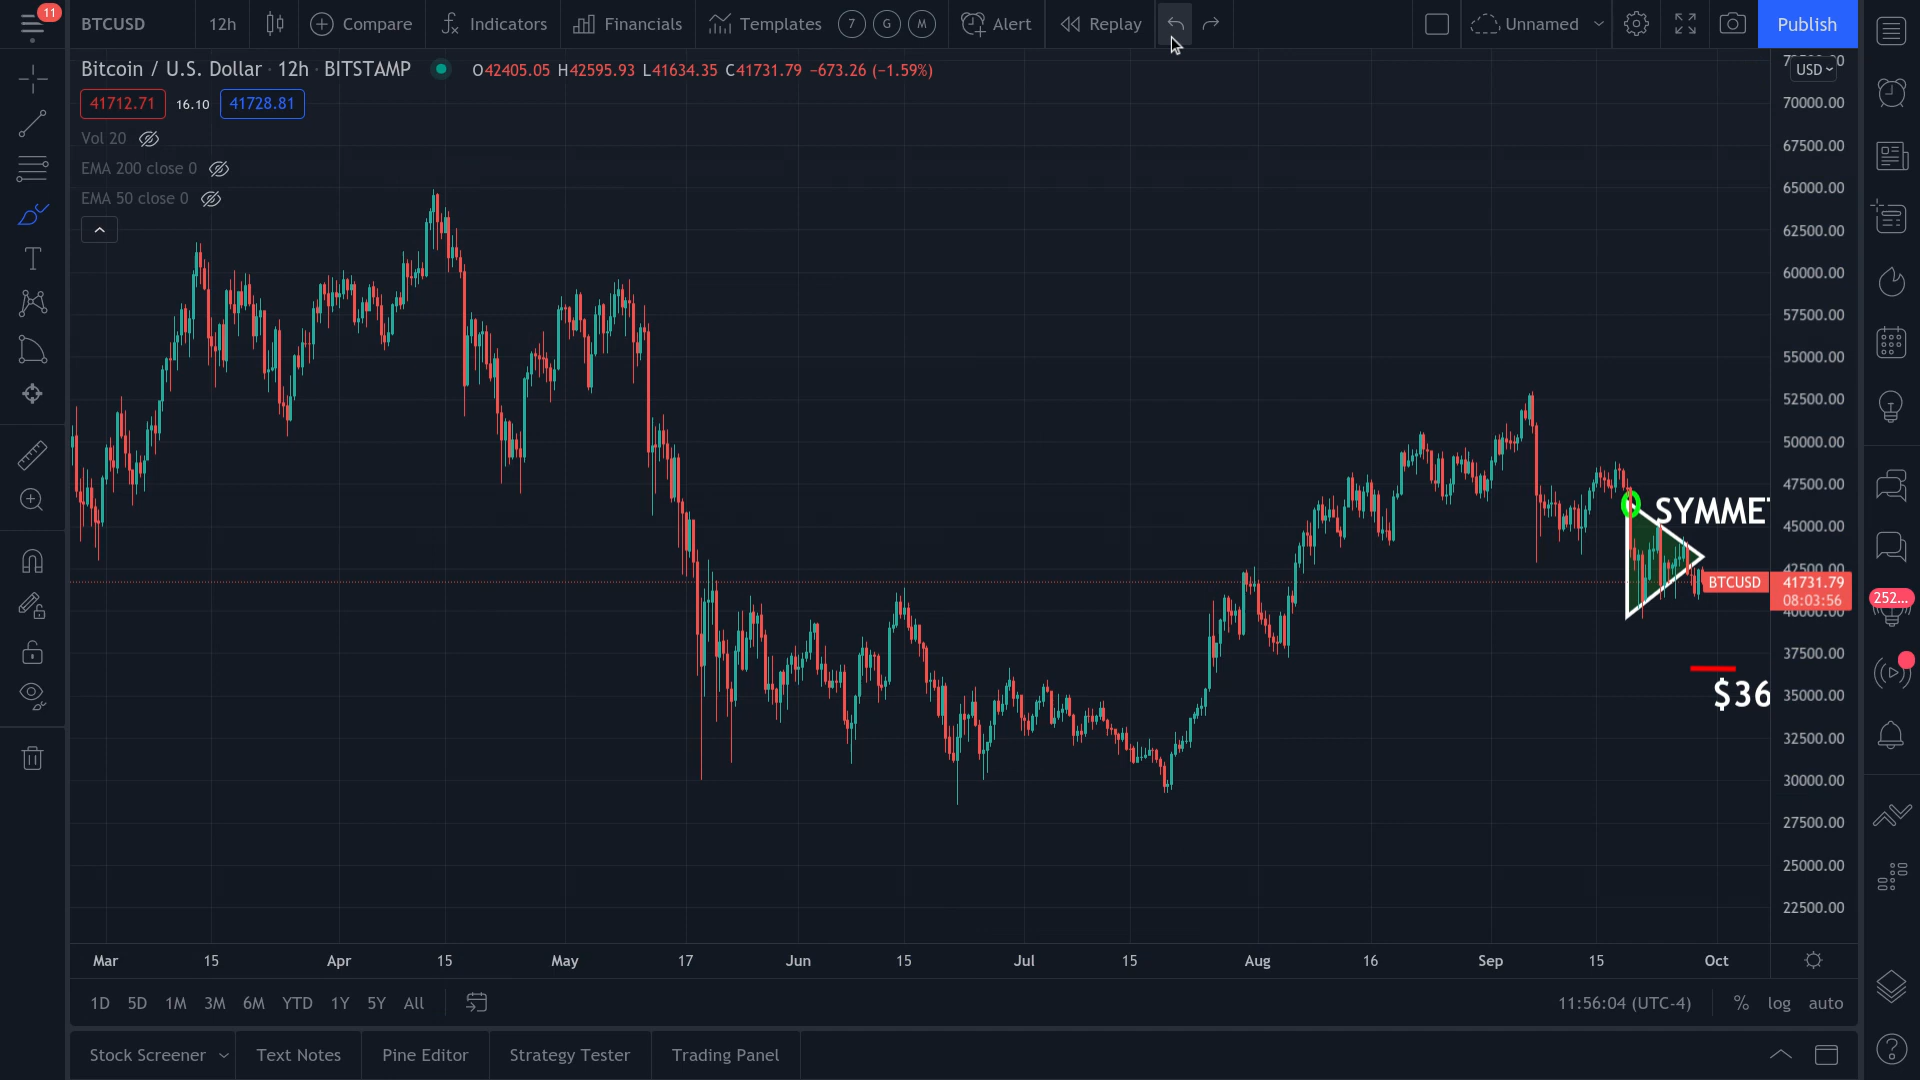 11
BTCUSD 12h Compare Indicators Financials Templates 7 G M Alert Replay Unnamed Publish
Bitcoin / U.S. Dollar · 12h · BITSTAMP O42405.05 H42595.93 L41634.35 C41731.79 −673.26 (−1.59%)
USD
41712.71 16.10 41728.81
Vol 20
EMA 200 close 0
EMA 50 close 0
70000.00
67500.00
65000.00
62500.00
60000.00
57500.00
55000.00
52500.00
50000.00
47500.00
SYMMET
45000.00
42500.00
BTCUSD 41731.79
08:03:56
252...
40000.00
37500.00
$36
35000.00
32500.00
30000.00
27500.00
25000.00
22500.00
Mar 15 Apr 15 May 17 Jun 15 Jul 15 Aug 16 Sep 15 Oct
1D 5D 1M 3M 6M YTD 1Y 5Y All 11:56:04 (UTC-4) % log auto
Stock Screener Text Notes Pine Editor Strategy Tester Trading Panel